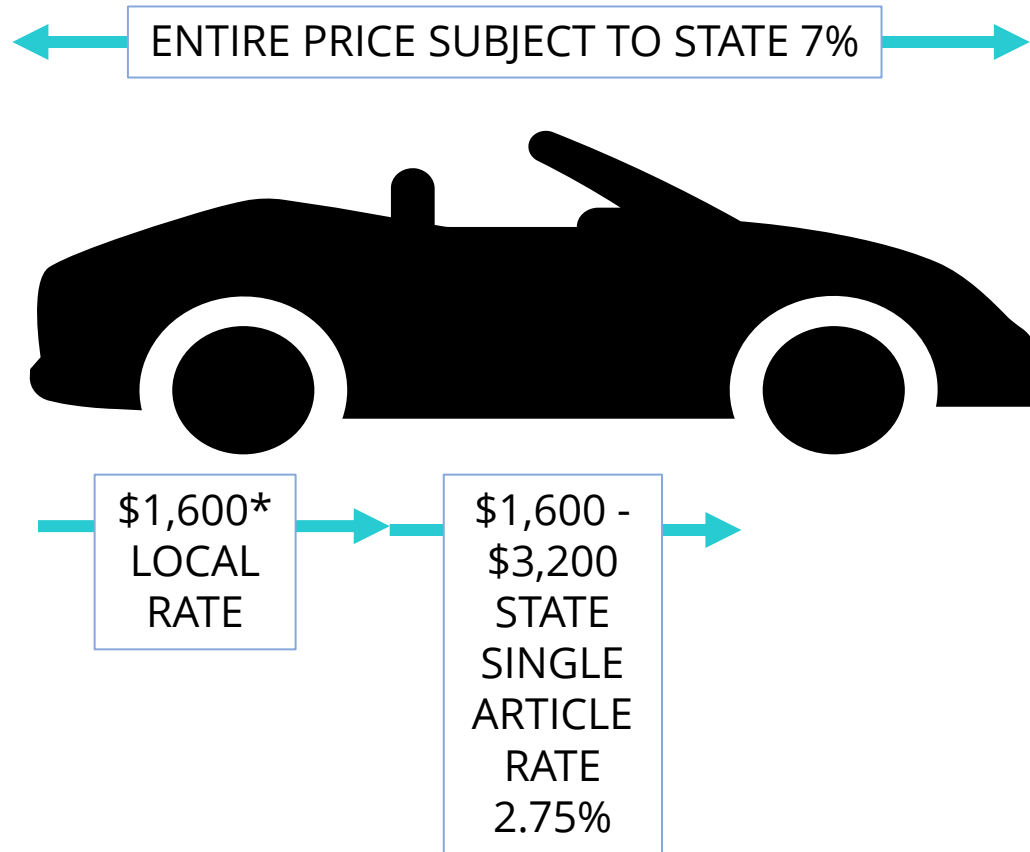 ENTIRE PRICE SUBJECT TO STATE 7%
$1,600*
LOCAL
RATE
$1,600 -
$3,200
STATE
SINGLE
ARTICLE
RATE
2.75%